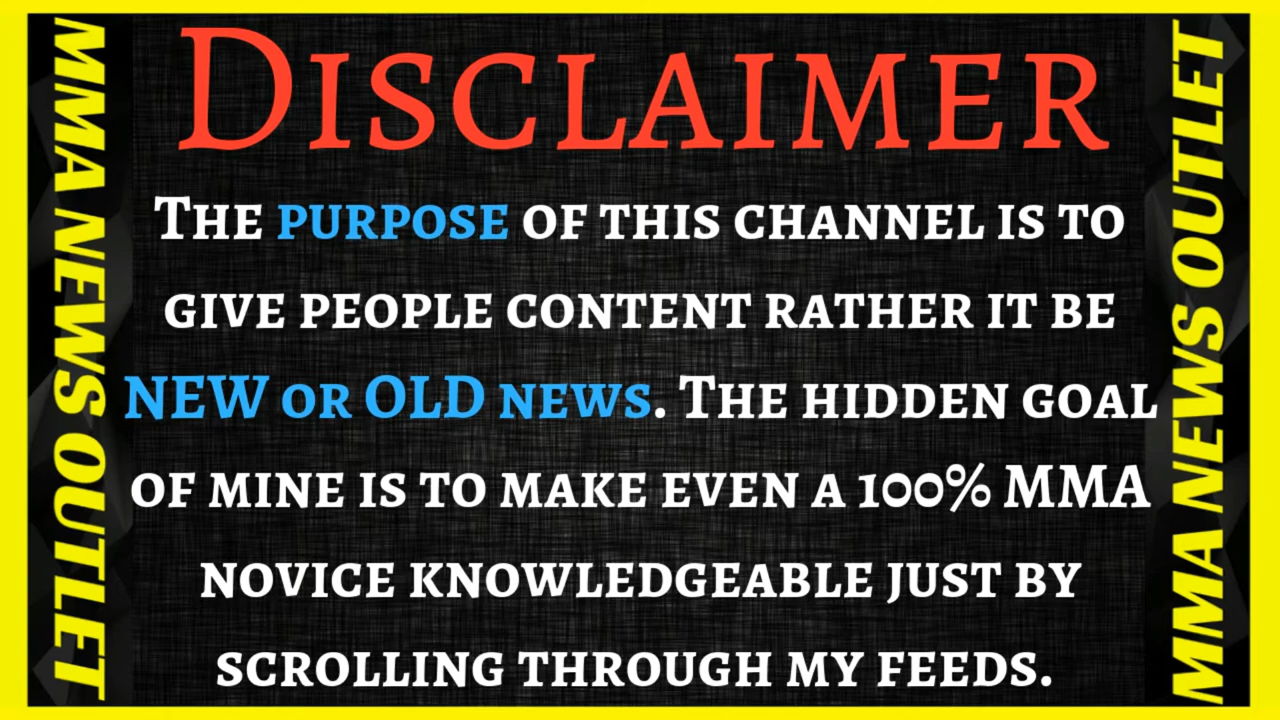 DISCLAIMER
THE PURPOSE OF THIS CHANNEL IS TO
GIVE PEOPLE CONTENT RATHER IT BE
NEW OR OLD NEWS. THE HIDDEN GOAL
OF MINE IS TO MAKE EVEN A 100% MMA
NOVICE KNOWLEDGEABLE JUST BY
SCROLLING THROUGH MY FEEDS.
MMA NEWS OUTLET
MMA NEWS OUTLET